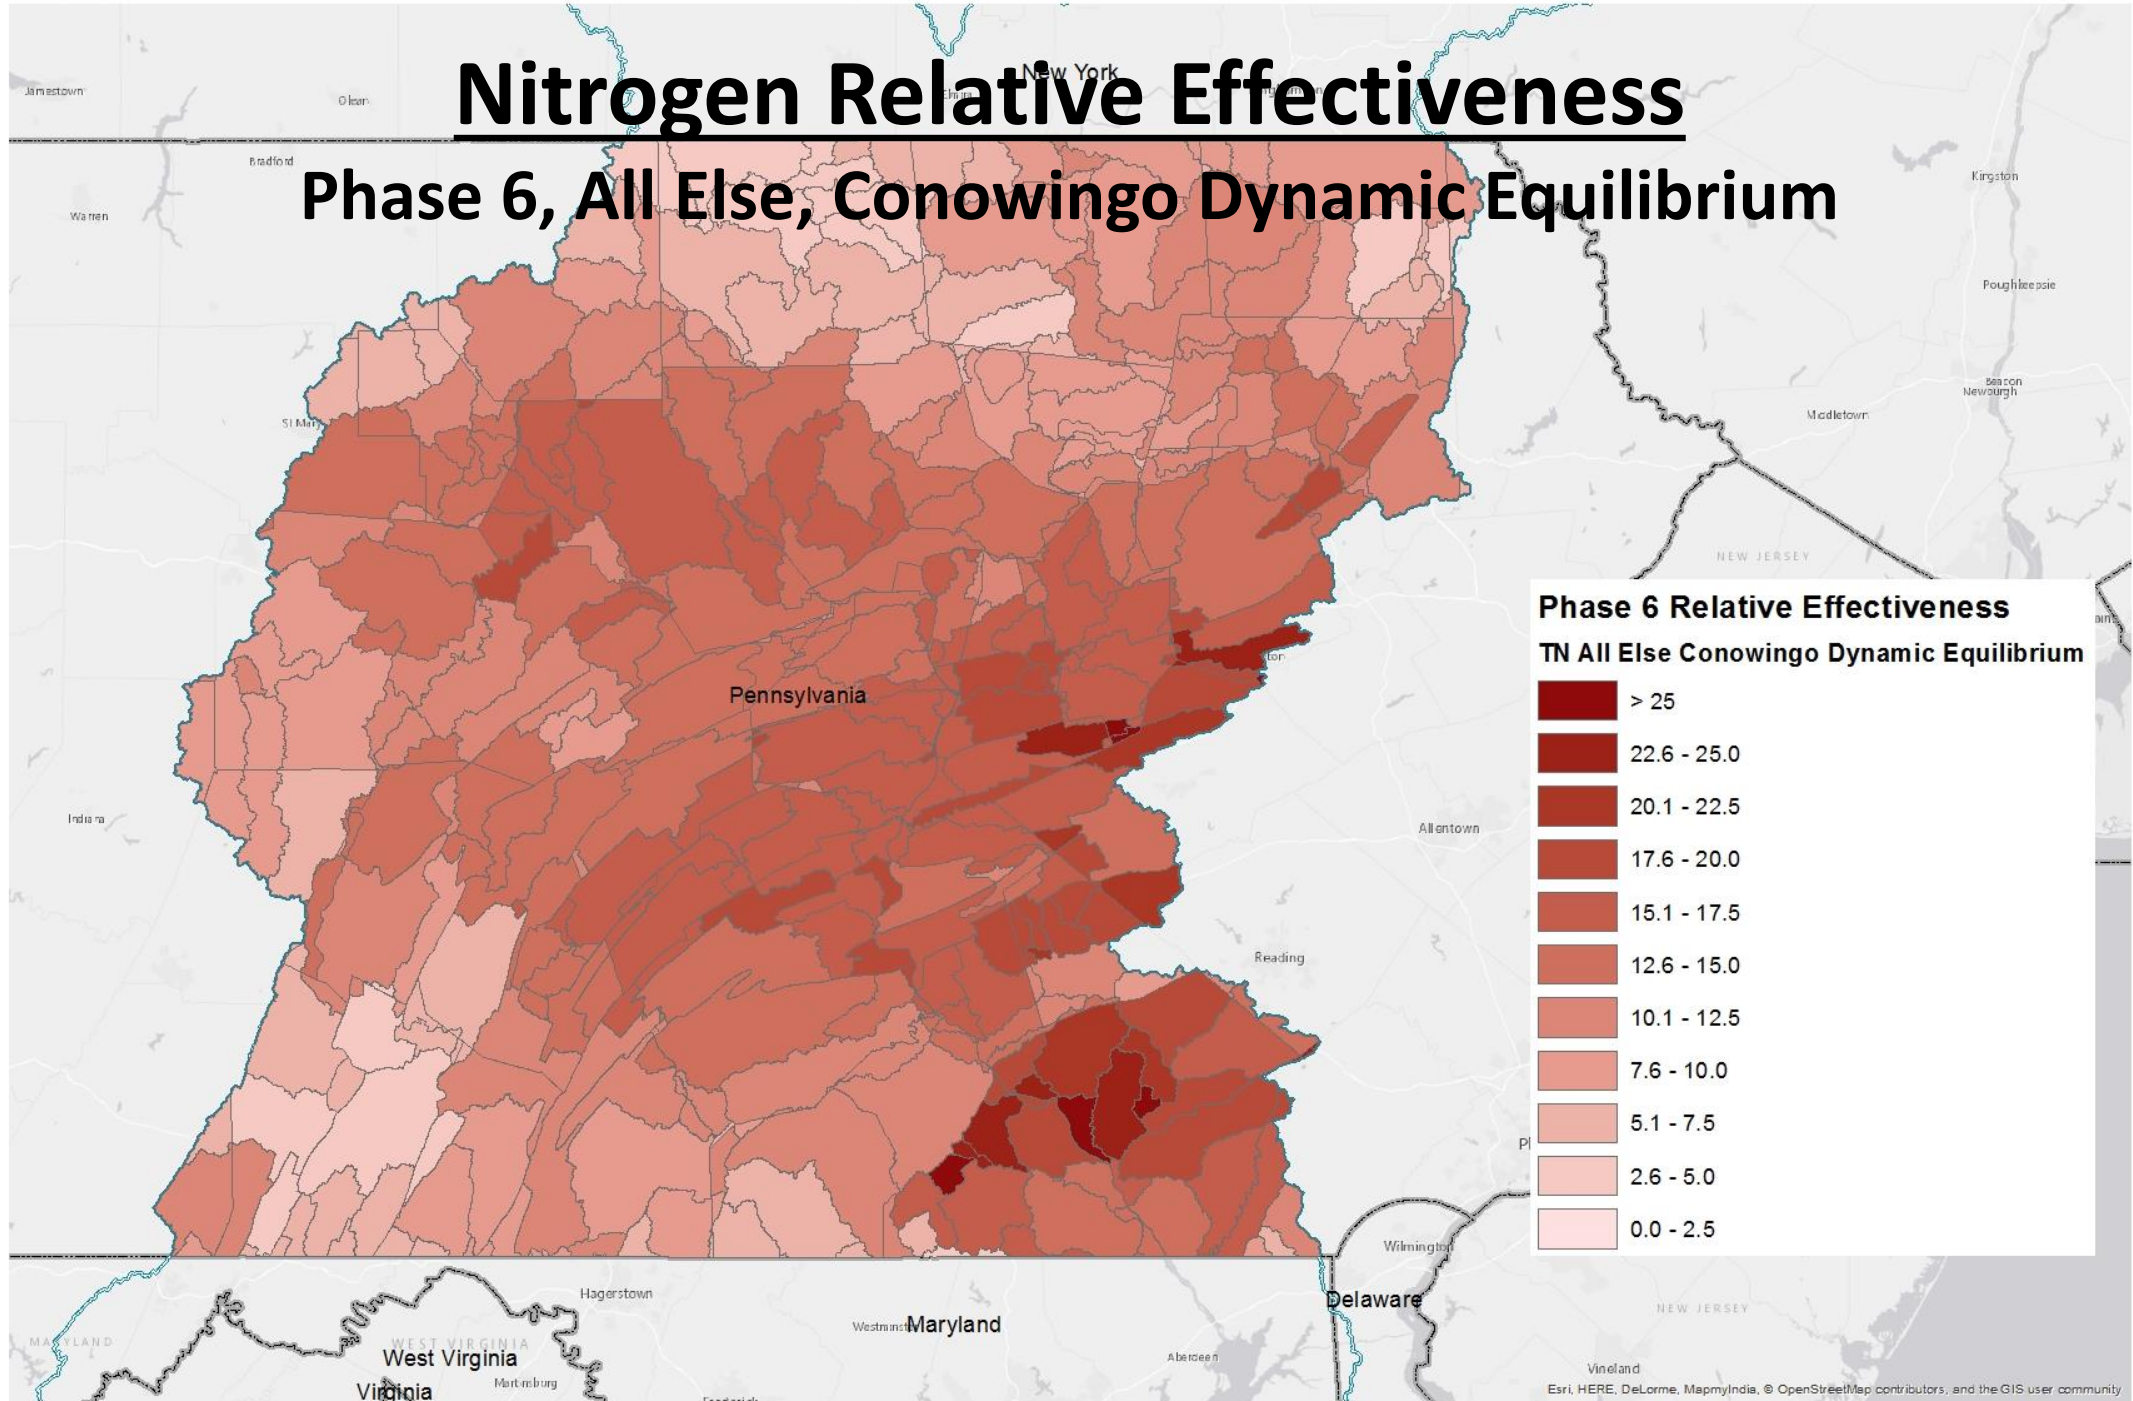 Nitrogen Relative Effectiveness
Phase 6, All Else, Conowingo Dynamic Equilibrium
New York
Jamestown
Olean
Bradford
Warren
Kingston
Poughkeepsie
Beacon
Newburgh
Middletown
NEW JERSEY
Phase 6 Relative Effectiveness
TN All Else Conowingo Dynamic Equilibrium
> 25
22.6 - 25.0
20.1 - 22.5
17.6 - 20.0
15.1 - 17.5
12.6 - 15.0
10.1 - 12.5
7.6 - 10.0
5.1 - 7.5
2.6 - 5.0
0.0 - 2.5
Pennsylvania
Indiana
Allentown
Reading
Wilmington
Delaware
Hagerstown
Westminster
Maryland
MARYLAND
WEST VIRGINIA
West Virginia
Martinsburg
Virginia
Aberdeen
NEW JERSEY
Vineland
Esri, HERE, DeLorme, MapmyIndia, © OpenStreetMap contributors, and the GIS user community